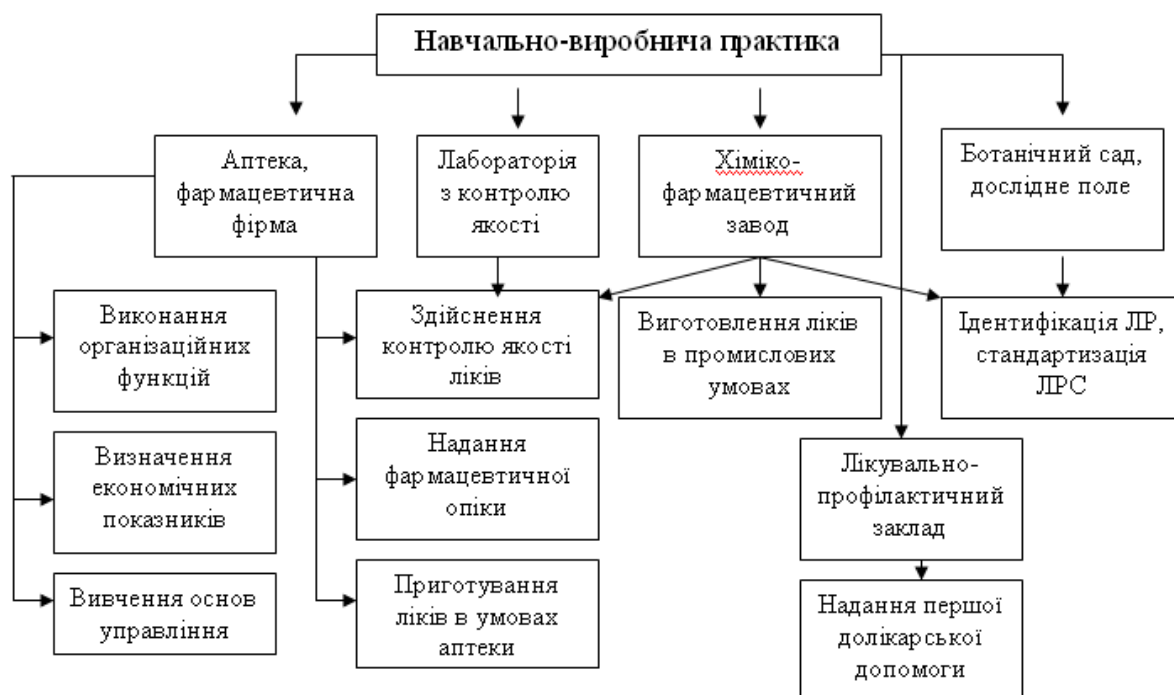 Навчально-виробнича практика
Аптека,
фармацевтична
фірма
Лабораторія
з контролю
якості
Хіміко-
фармацевтичний
завод
Ботанічний сад,
дослідне поле
Виконання
організаційних
функцій
Здійснення
контролю якості
ліків
Виготовлення ліків
в промислових
умовах
Ідентифікація ЛР,
стандартизація
ЛРС
Визначення
економічних
показників
Надання
фармацевтичної
опіки
Лікувально-
профілактичний
заклад
Вивчення основ
управління
Приготування
ліків в умовах
аптеки
Надання першої
долікарської
допомоги